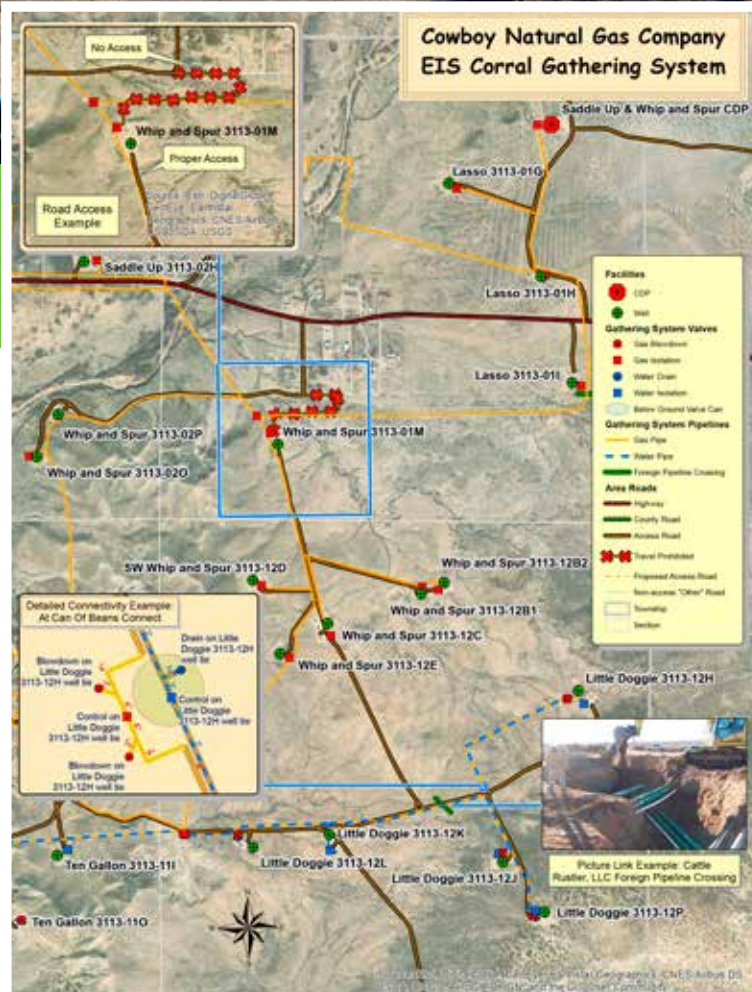 Cowboy Natural Gas Company
EIS Corral Gathering System
No Access
Whip and Spur 3113-01M
Proper Access
Road Access
Example
Saddle Up & Whip and Spur CDP
Lasso 3113-01G
Saddle Up 3113-02H
Lasso 3113-01H
Lasso 3113-01I
Whip and Spur 3113-02P
Whip and Spur 3113-01M
Whip and Spur 3113-02O
Facilities
CDP
Well
Gathering System Valves
Gas Blowdown
Gas Isolation
Water Drain
Water Isolation
Below Ground Valve Can
Gathering System Pipelines
Gas Pipe
Water Pipe
Foreign Pipeline Crossing
Area Roads
Highway
County Road
Access Road
Travel Prohibited
Proposed Access Road
Non-access "Other" Road
Township
Section
SW Whip and Spur 3113-12D
Whip and Spur 3113-12B2
Whip and Spur 3113-12B1
Whip and Spur 3113-12C
Whip and Spur 3113-12E
Detailed Connectivity Example:
At Can Of Beans Connect
Drain on Little
Doggie 3113-12H
well tie
Blowdown on
Little Doggie
3113-12H well tie
Control on
Little Doggie
3113-12H well tie
Control on
Little Doggie
3113-12H well tie
Blowdown on
Little Doggie
3113-12H well tie
Little Doggie 3113-12H
Little Doggie 3113-12K
Little Doggie 3113-12L
Ten Gallon 3113-11I
Little Doggie 3113-12J
Picture Link Example: Cattle
Rustler, LLC Foreign Pipeline Crossing
Little Doggie 3113-12P
Ten Gallon 3113-11O